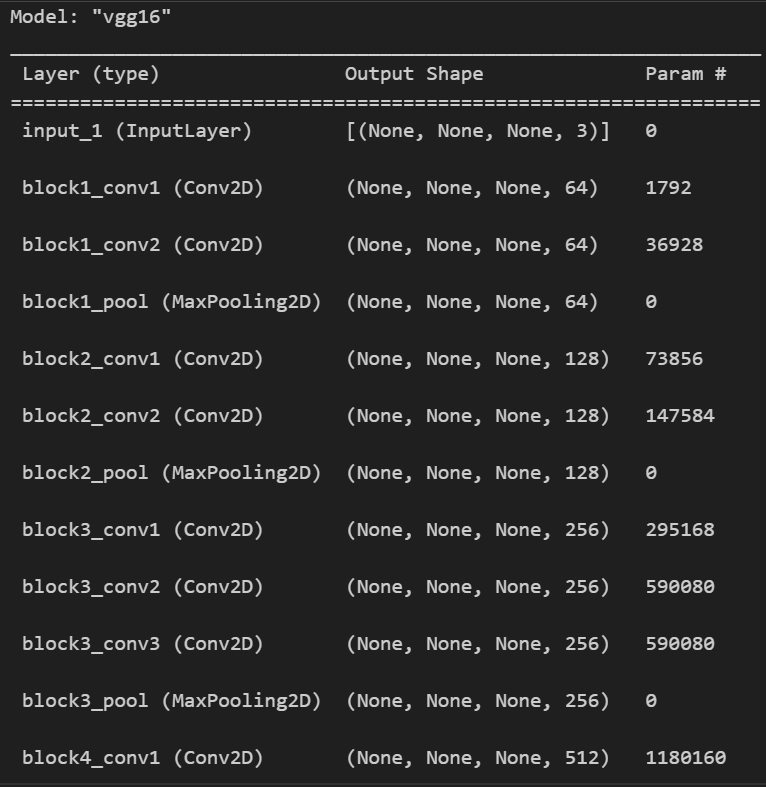 Model: "vgg16"
_________________________________________________________________
Layer (type) Output Shape Param #
=================================================================
input_1 (InputLayer) [(None, None, None, 3)] 0
block1_conv1 (Conv2D) (None, None, None, 64) 1792
block1_conv2 (Conv2D) (None, None, None, 64) 36928
block1_pool (MaxPooling2D) (None, None, None, 64) 0
block2_conv1 (Conv2D) (None, None, None, 128) 73856
block2_conv2 (Conv2D) (None, None, None, 128) 147584
block2_pool (MaxPooling2D) (None, None, None, 128) 0
block3_conv1 (Conv2D) (None, None, None, 256) 295168
block3_conv2 (Conv2D) (None, None, None, 256) 590080
block3_conv3 (Conv2D) (None, None, None, 256) 590080
block3_pool (MaxPooling2D) (None, None, None, 256) 0
block4_conv1 (Conv2D) (None, None, None, 512) 1180160